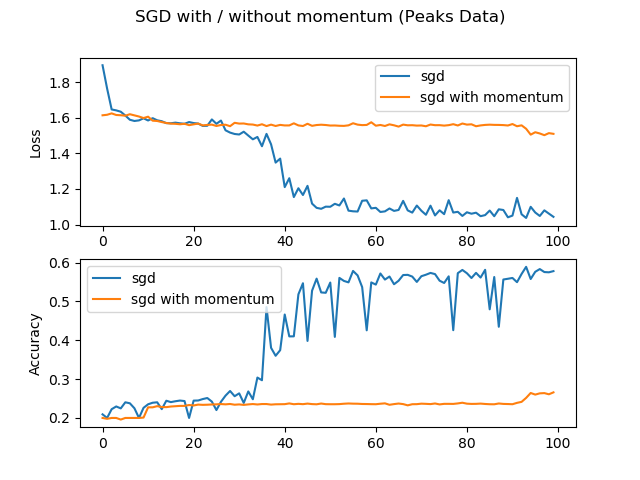 SGD with / without momentum (Peaks Data)
1.8
1.6
1.4
1.2
1.0
Loss
sgd
sgd with momentum
0 20 40 60 80 100
0.6
0.5
0.4
0.3
0.2
Accuracy
sgd
sgd with momentum
0 20 40 60 80 100